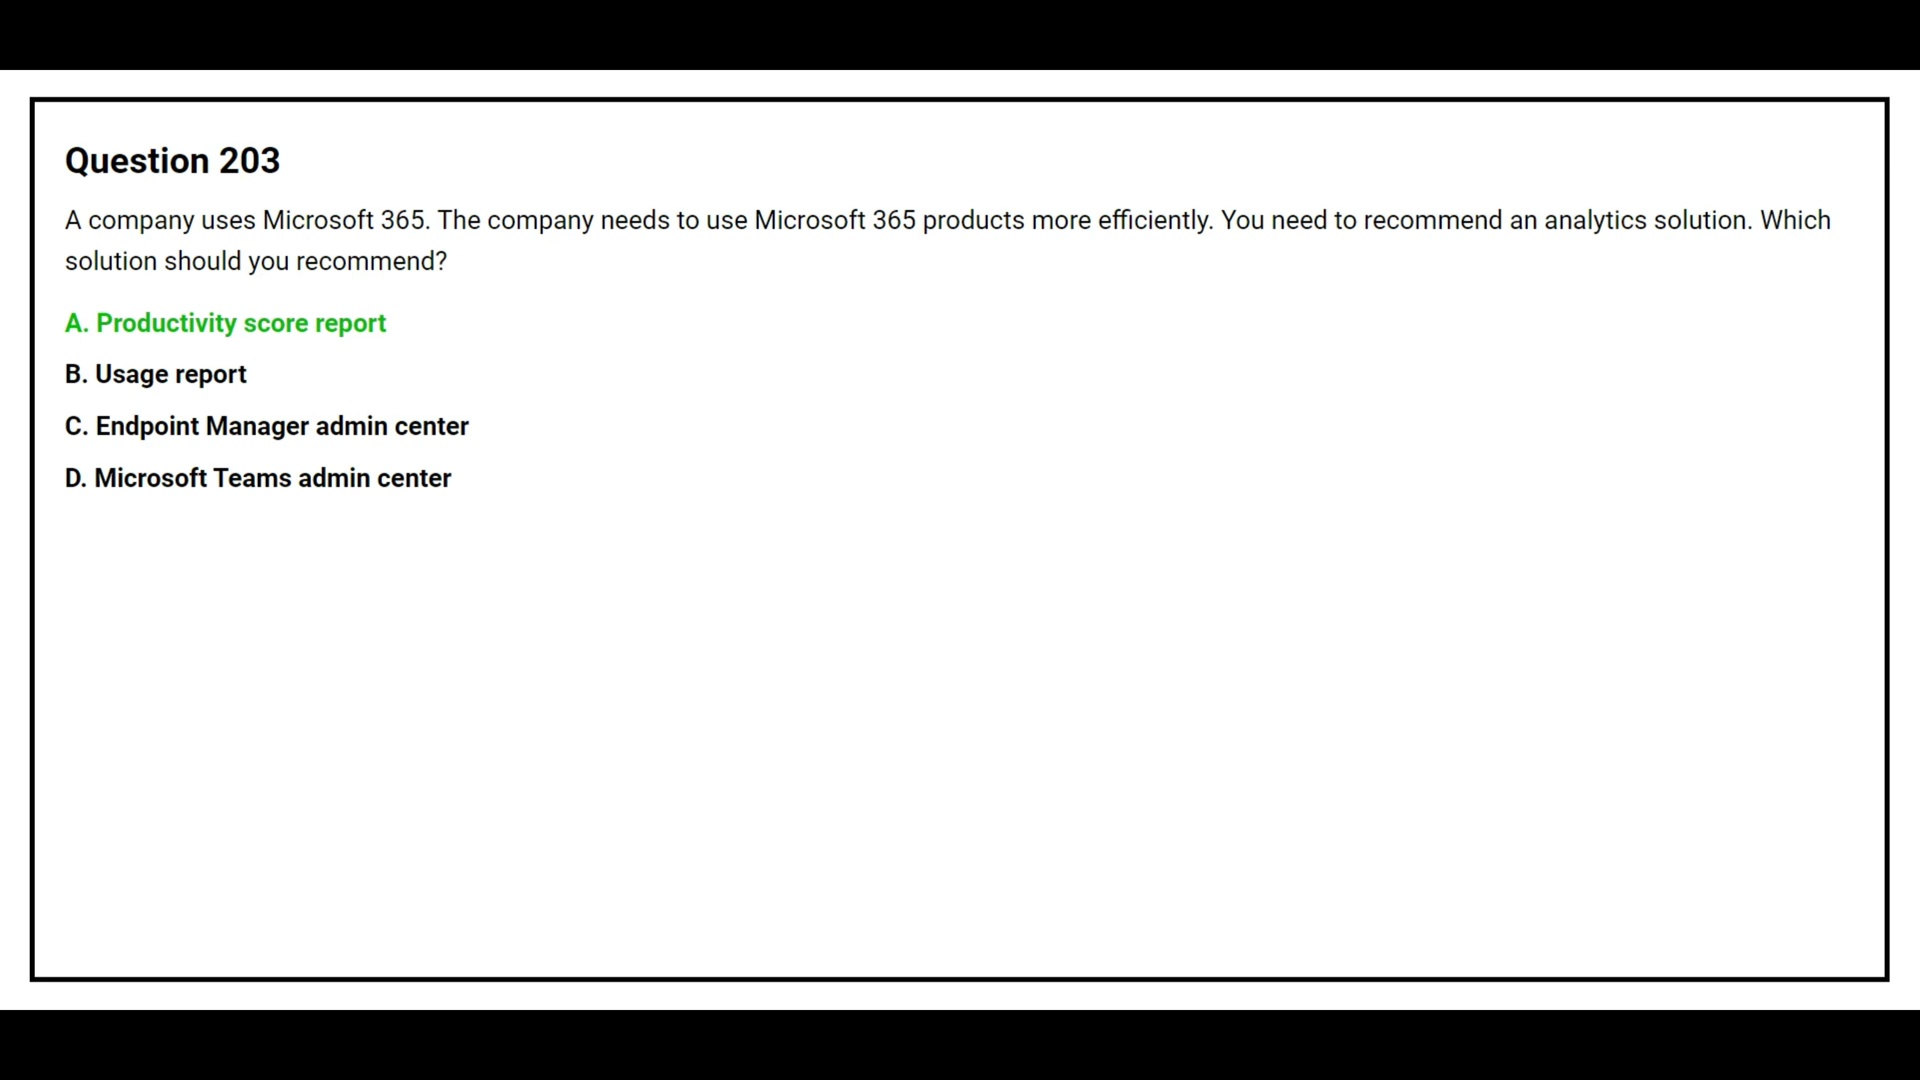 Question 203
A company uses Microsoft 365. The company needs to use Microsoft 365 products more efficiently. You need to recommend an analytics solution. Which
solution should you recommend?
A. Productivity score report
B. Usage report
C. Endpoint Manager admin center
D. Microsoft Teams admin center